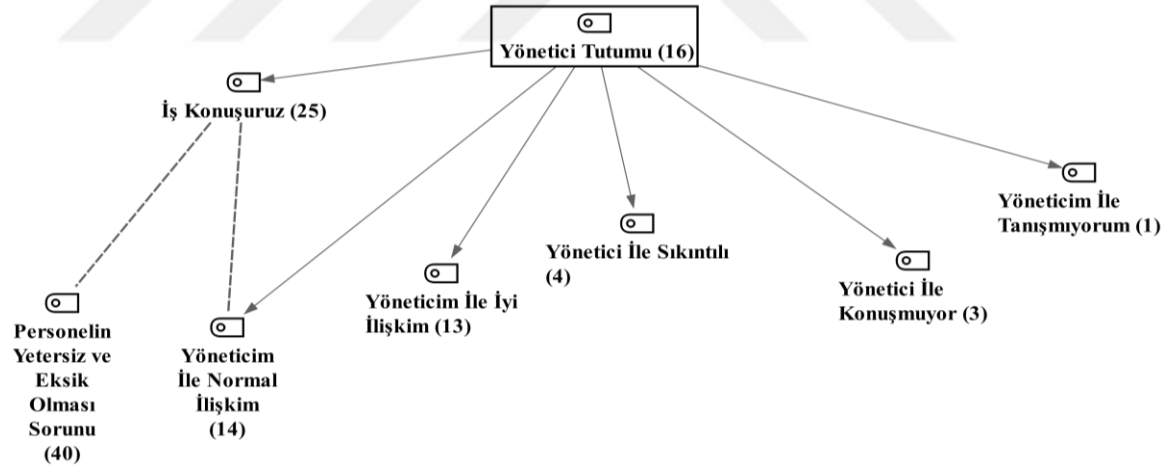 Yönetici Tutumu (16)
İş Konuşuruz (25)
Yöneticim İle
Tanışmıyorum (1)
Yönetici İle Sıkıntılı
(4)
Yönetici İle
Konuşmuyor (3)
Yöneticim İle İyi
İlişkim (13)
Personelin
Yetersiz ve
Eksik
Olması
Sorunu
(40)
Yöneticim
İle Normal
İlişkim
(14)